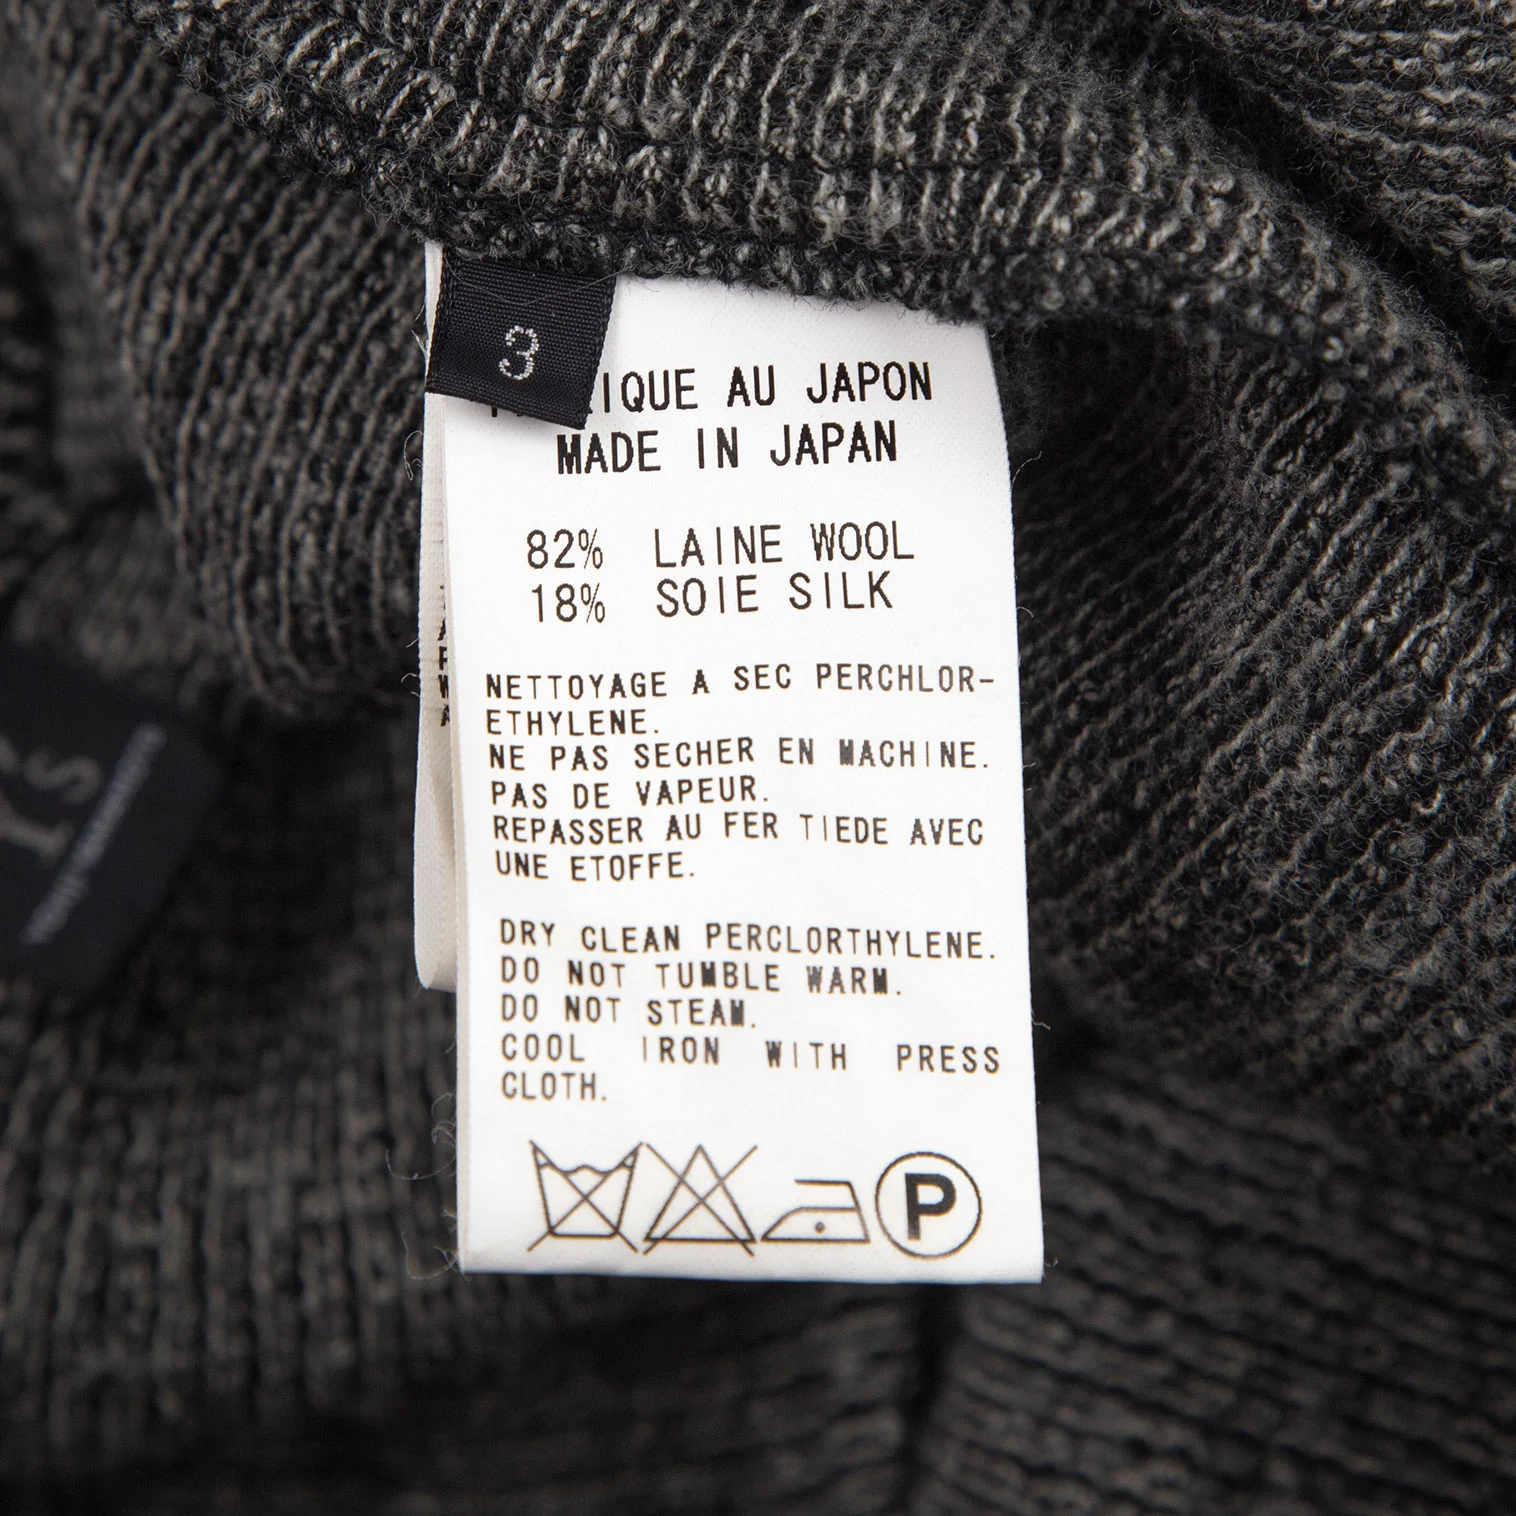 3
AU JAPON
MADE IN JAPAN
82% LAINE WOOL
18% SOIE SILK
NETTOYAGE A SEC PERCHLOR-
ETHYLENE.
NE PAS SECHER EN MACHINE.
PAS DE VAPEUR.
REPASSER AU FER TIEDE AVEC
UNE ETOFFE.
DRY CLEAN PERCLORTHYLENE.
DO NOT TUMBLE WARM.
DO NOT STEAM.
COOL IRON WITH PRESS
CLOTH.
P